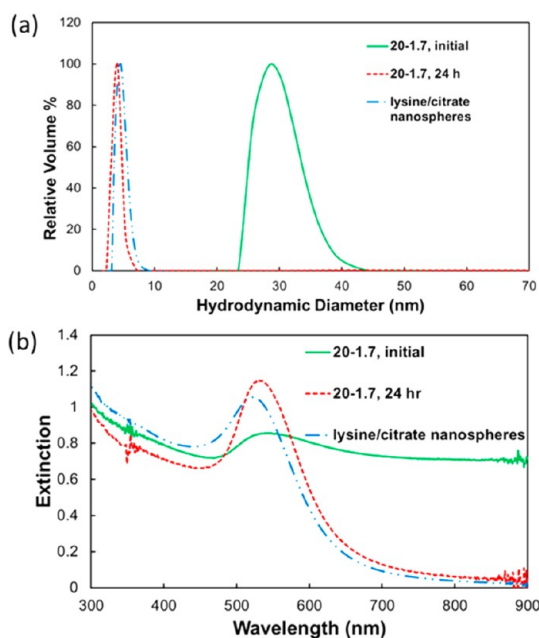 (a)
120
100
80
60
40
20
0
Relative Volume %
20-1.7, initial
20-1.7, 24 h
lysine/citrate
nanospheres
0 10 20 30 40 50 60 70
Hydrodynamic Diameter (nm)
(b)
1.4
1.2
1
0.8
0.6
0.4
0.2
0
Extinction
20-1.7, initial
20-1.7, 24 hr
lysine/citrate nanospheres
300 400 500 600 700 800 900
Wavelength (nm)